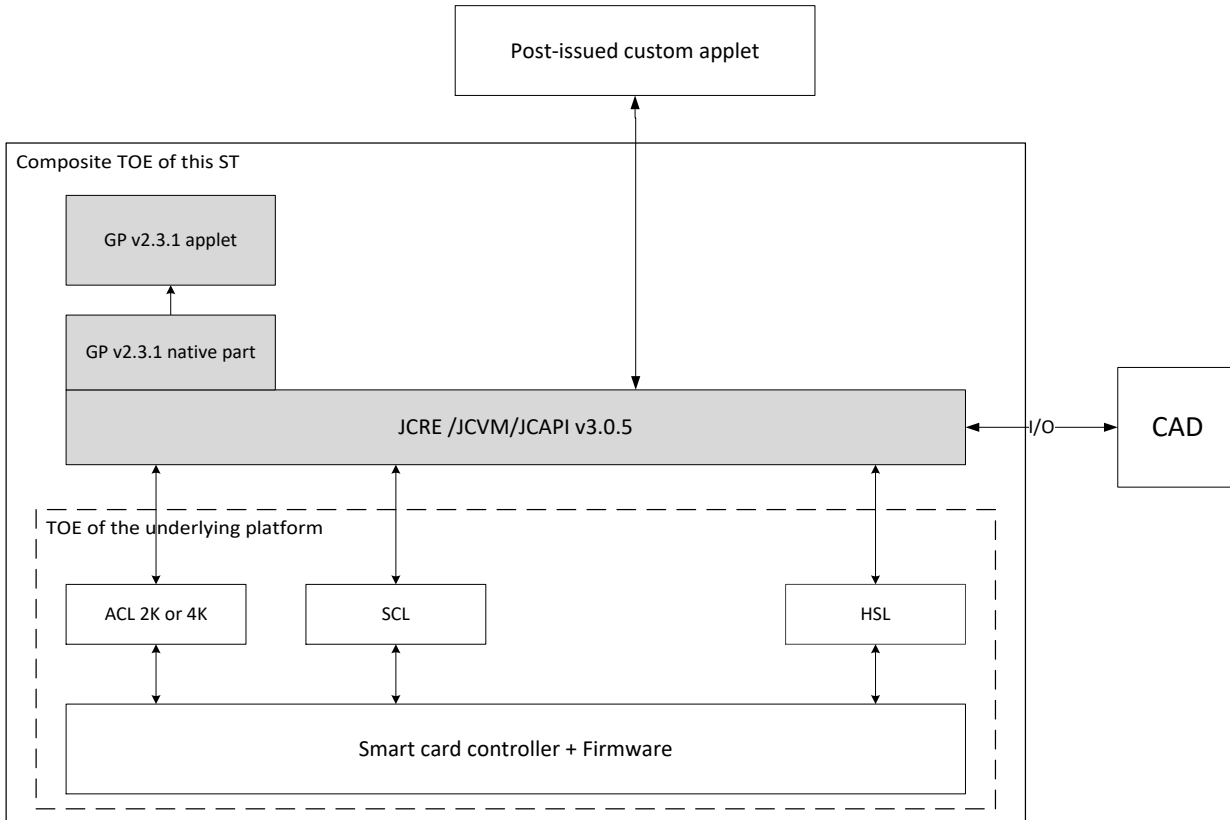 Post-issued custom applet
Composite TOE of this ST
GP v2.3.1 applet
GP v2.3.1 native part
JCRE /JCVM/JCAPI v3.0.5
I/O
CAD
TOE of the underlying platform
ACL 2K or 4K
SCL
HSL
Smart card controller + Firmware